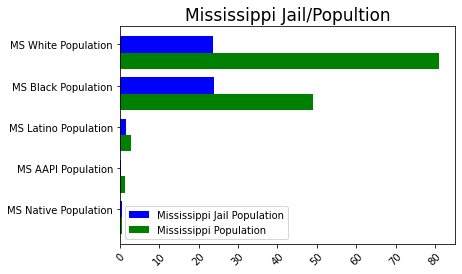 Mississippi Jail/Popultion
MS White Population
MS Black Population
MS Latino Population
MS AAPI Population
MS Native Population
Mississippi Jail Population
Mississippi Population
0 10 20 30 40 50 60 70 80